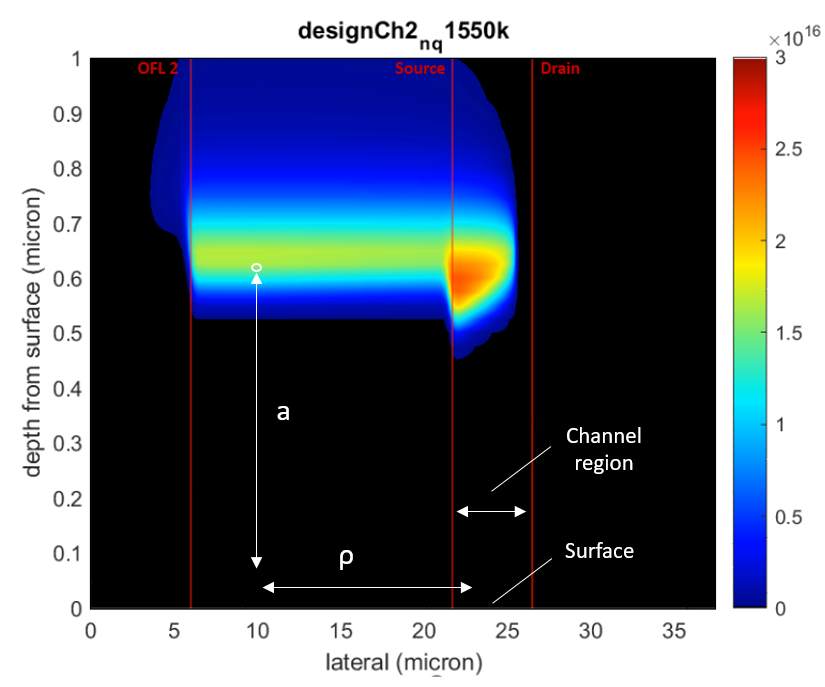 designCh2nq1550k
×10^16
OFL 2
Source
Drain
depth from surface (micron)
1
0.9
0.8
0.7
0.6
0.5
0.4
0.3
0.2
0.1
0
a
ρ
Channel
region
Surface
0 5 10 15 20 25 30 35
lateral (micron)
3
2.5
2
1.5
1
0.5
0